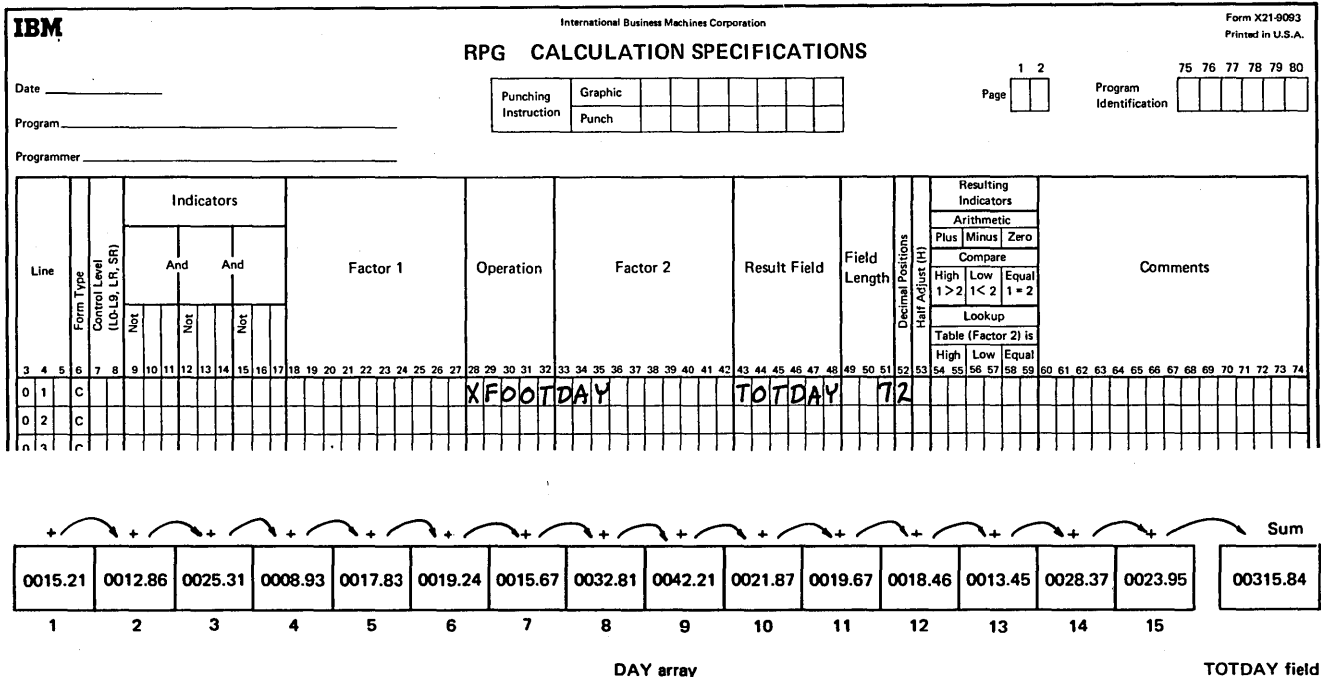 IBM
International Business Machines Corporation
Form X21-9093
Printed in U.S.A.
RPG CALCULATION SPECIFICATIONS
Date
Program
Programmer
Punching Instruction
Graphic
Punch
Page
1 2
Program Identification
75 76 77 78 79 80
Line
Form Type
Control Level (L0-L9, LR, SR)
Indicators
And And
Not Not Not
Factor 1
Operation
Factor 2
Result Field
Field Length
Decimal Positions
Half Adjust (H)
Resulting Indicators
Arithmetic
Plus Minus Zero
Compare
High Low Equal
1 > 2 1 < 2 1 = 2
Lookup
Table (Factor 2) is
High Low Equal
Comments
3 4 5 6 7 8 9 10 11 12 13 14 15 16 17 18 19 20 21 22 23 24 25 26 27 28 29 30 31 32 33 34 35 36 37 38 39 40 41 42 43 44 45 46 47 48 49 50 51 52 53 54 55 56 57 58 59 60 61 62 63 64 65 66 67 68 69 70 71 72 73 74
0 1 C XFOOTDAY TOTDAY 72
0 2 C
0 3 C
+ + + + + + + + + + + + + + + Sum
0015.21 0012.86 0025.31 0008.93 0017.83 0019.24 0015.67 0032.81 0042.21 0021.87 0019.67 0018.46 0013.45 0028.37 0023.95 00315.84
1 2 3 4 5 6 7 8 9 10 11 12 13 14 15
DAY array TOTDAY field